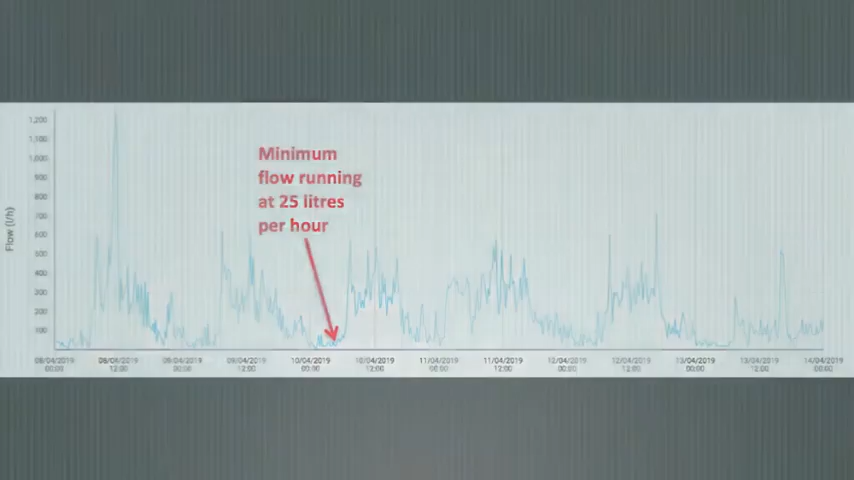 1,200
1,100
1,000
900
800
700
600
500
400
300
200
100
Flow (l/h)
Minimum
flow running
at 25 litres
per hour
08/04/2019 08/04/2019 09/04/2019 09/04/2019 10/04/2019 10/04/2019 11/04/2019 11/04/2019 12/04/2019 12/04/2019 13/04/2019 13/04/2019 14/04/2019
00:00 12:00 00:00 12:00 00:00 12:00 00:00 12:00 00:00 12:00 00:00 12:00 00:00